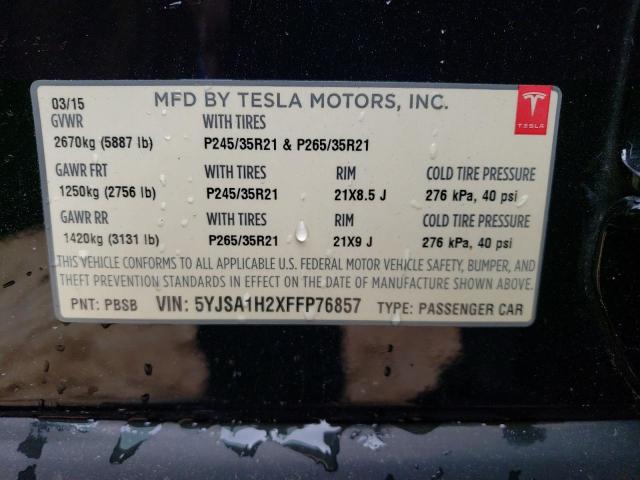 03/15 MFD BY TESLA MOTORS, INC.
TESLA
GVWR WITH TIRES
2670kg (5887 lb) P245/35R21 & P265/35R21
GAWR FRT WITH TIRES RIM COLD TIRE PRESSURE
1250kg (2756 lb) P245/35R21 21X8.5 J 276 kPa, 40 psi
GAWR RR WITH TIRES RIM COLD TIRE PRESSURE
1420kg (3131 lb) P265/35R21 21X9 J 276 kPa, 40 psi
THIS VEHICLE CONFORMS TO ALL APPLICABLE U.S. FEDERAL MOTOR VEHICLE SAFETY, BUMPER, AND
THEFT PREVENTION STANDARDS IN EFFECT ON THE DATE OF MANUFACTURE SHOWN ABOVE.
PNT: PBSB VIN: 5YJSA1H2XFFP76857 TYPE: PASSENGER CAR